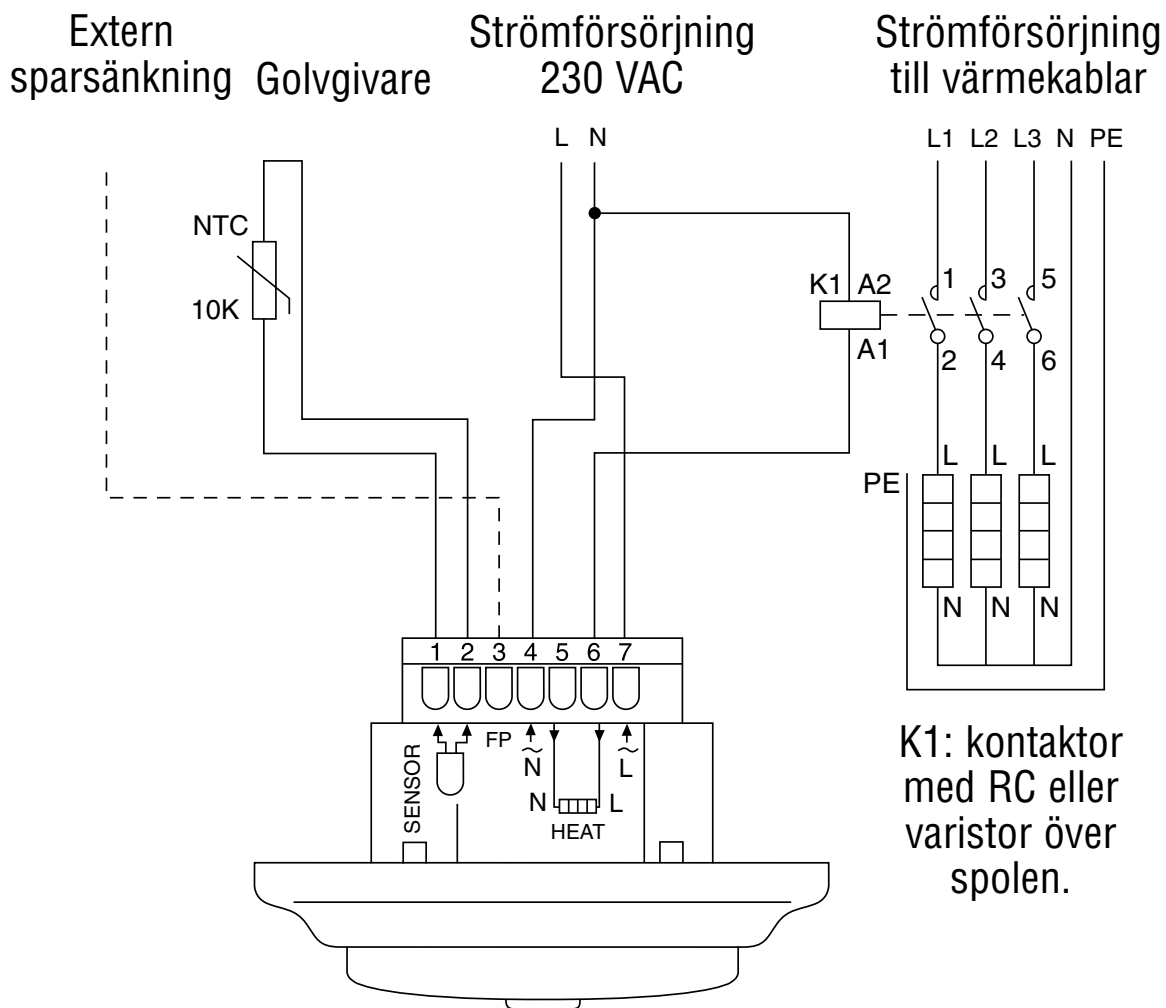 Extern
sparsänkning
Golvgivare
Strömförsörjning
230 VAC
Strömförsörjning
till värmekablar
L N
L1 L2 L3 N PE
NTC
10K
K1 A2
A1
1 3 5
2 4 6
L L L
PE
N N N
1 2 3 4 5 6 7
SENSOR
FP
N
L
N L
HEAT
K1: kontaktor
med RC eller
varistor över
spolen.